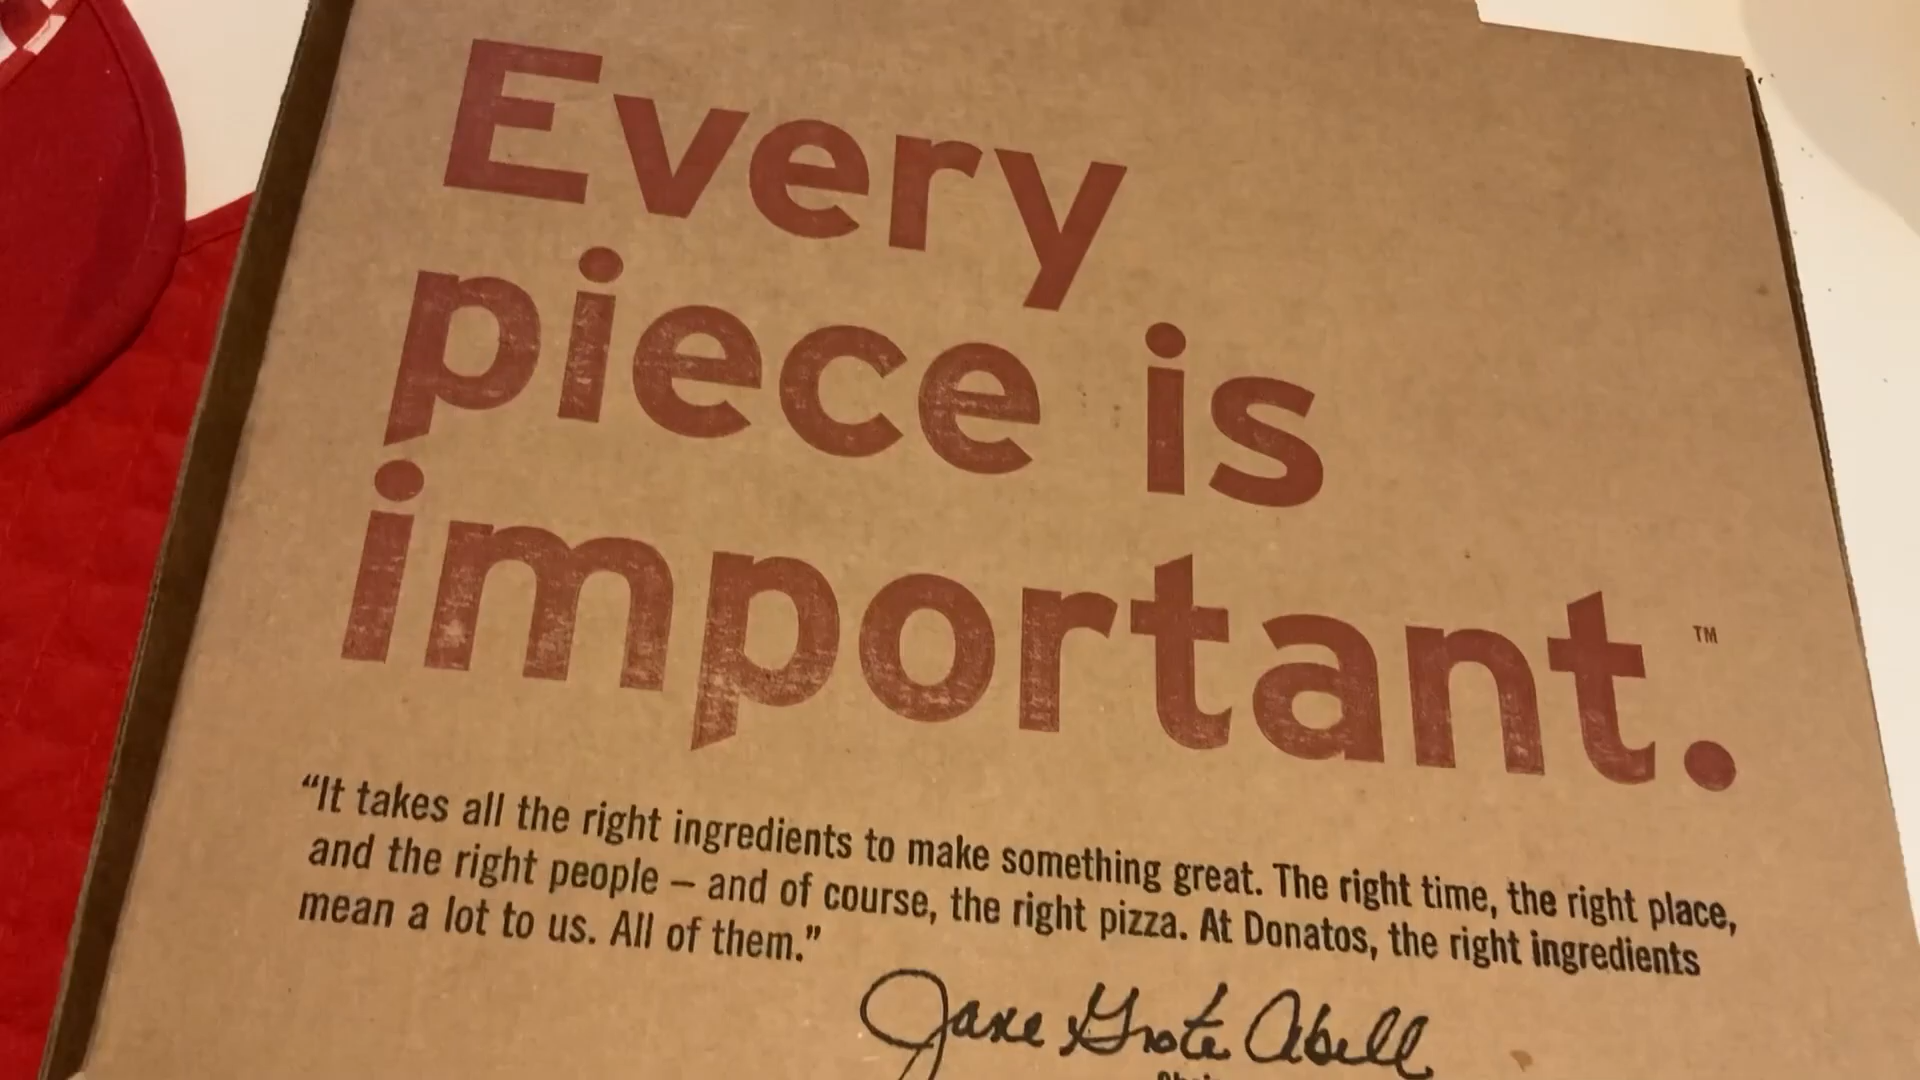 Every
piece is
important.™
“It takes all the right ingredients to make something great. The right time, the right place,
and the right people – and of course, the right pizza. At Donatos, the right ingredients
mean a lot to us. All of them.”
Jane Grote Abell